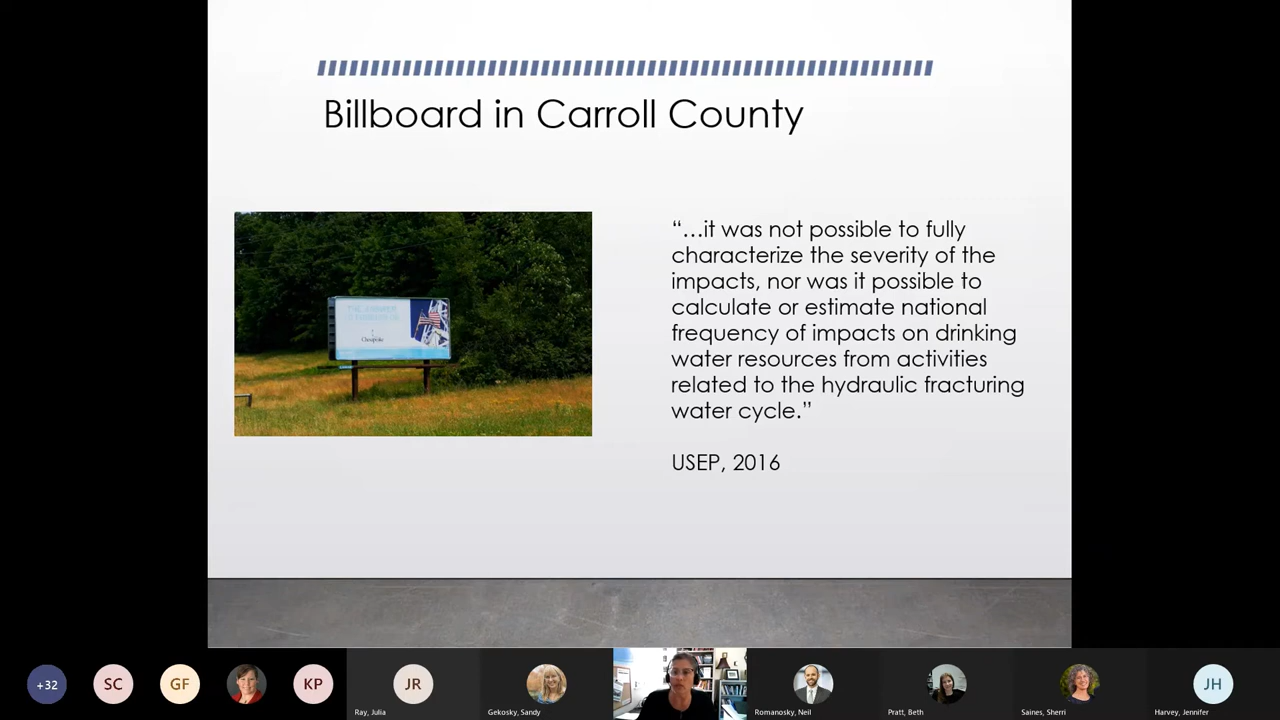 Billboard in Carroll County
“...it was not possible to fully
characterize the severity of the
impacts, nor was it possible to
calculate or estimate national
frequency of impacts on drinking
water resources from activities
related to the hydraulic fracturing
water cycle.”
USEP, 2016
+32
SC
GF
KP
JR
Ray, Julia
Gekosky, Sandy
Romanosky, Neil
Pratt, Beth
Saines, Sherri
JH
Harvey, Jennifer